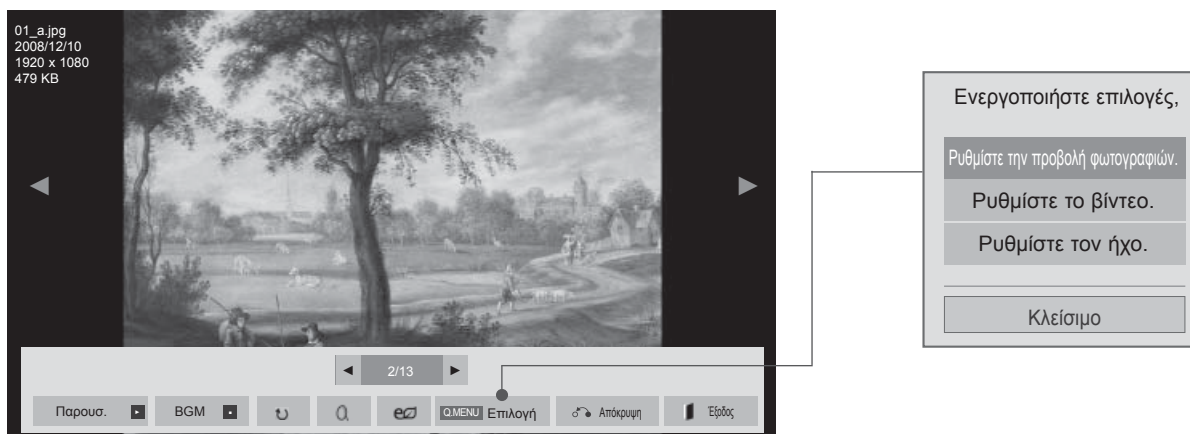 01_a.jpg
2008/12/10
1920 x 1080
479 KB
2/13
Παρουσ.
BGM
Q.MENU Επιλογή
Απόκρυψη
Έξοδος
Ενεργοποιήστε επιλογές,
Ρυθμίστε την προβολή φωτογραφιών.
Ρυθμίστε το βίντεο.
Ρυθμίστε τον ήχο.
Κλείσιμο